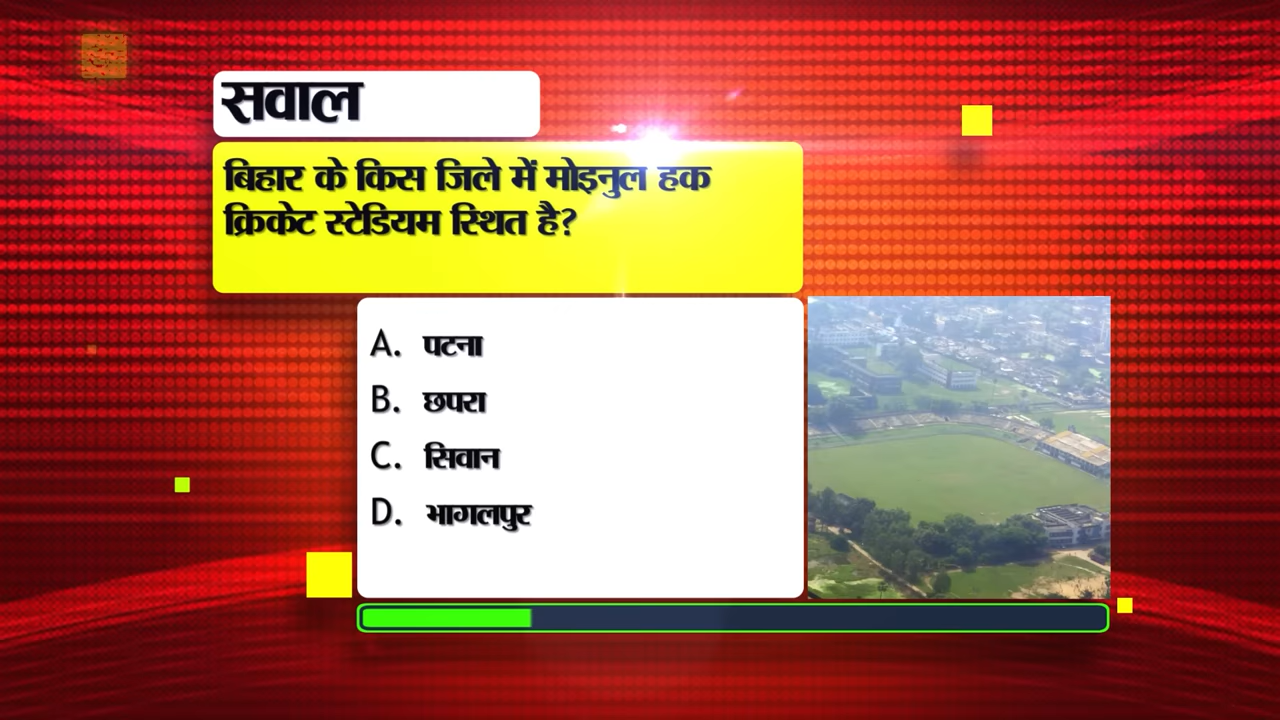 सवाल
बिहार के किस जिले में मोइनुल हक
क्रिकेट स्टेडियम स्थित है?
A. पटना
B. छपरा
C. सिवान
D. भागलपुर